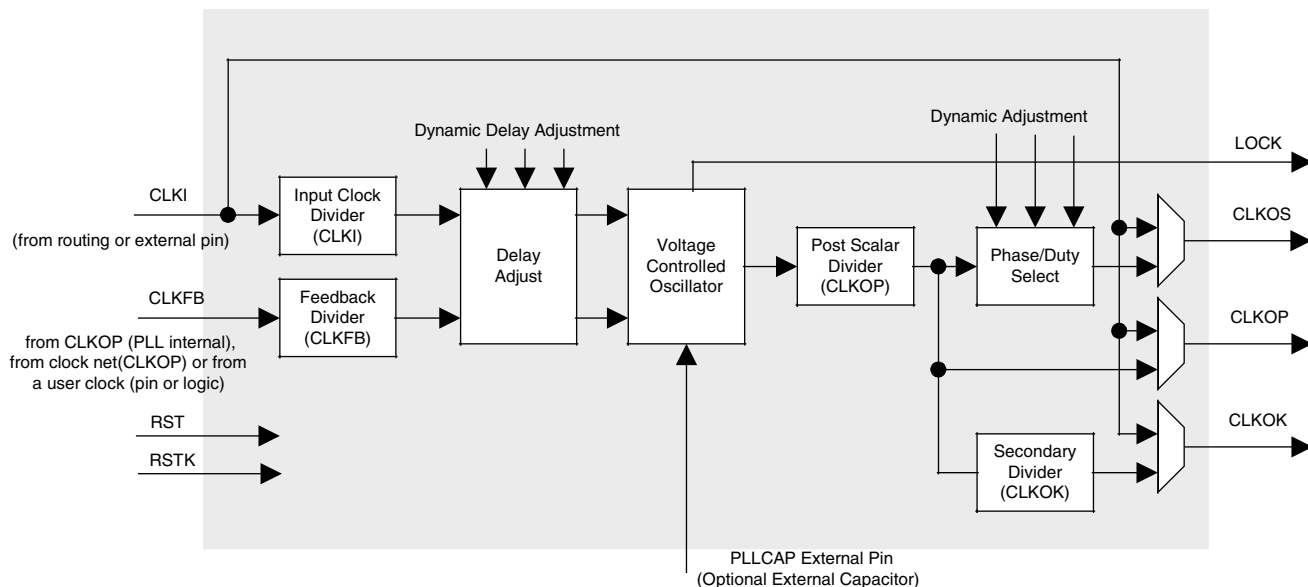 Dynamic Delay Adjustment
Dynamic Adjustment
LOCK
CLKI
(from routing or external pin)
Input Clock
Divider
(CLKI)
Delay
Adjust
Voltage
Controlled
Oscillator
Post Scalar
Divider
(CLKOP)
Phase/Duty
Select
CLKOS
CLKFB
from CLKOP (PLL internal),
from clock net(CLKOP) or from
a user clock (pin or logic)
Feedback
Divider
(CLKFB)
CLKOP
RST
RSTK
Secondary
Divider
(CLKOK)
CLKOK
PLLCAP External Pin
(Optional External Capacitor)